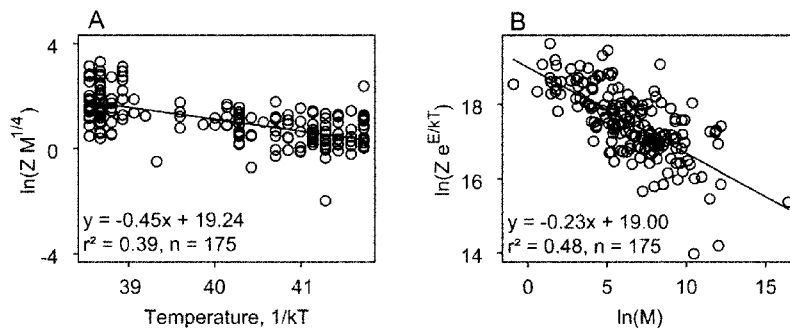 A
4
0
-4
ln(Z M^1/4)
y = -0.45x + 19.24
r² = 0.39, n = 175
39 40 41
Temperature, 1/kT
B
18
16
14
ln(Z e^E/kT)
y = -0.23x + 19.00
r² = 0.48, n = 175
0 5 10 15
ln(M)